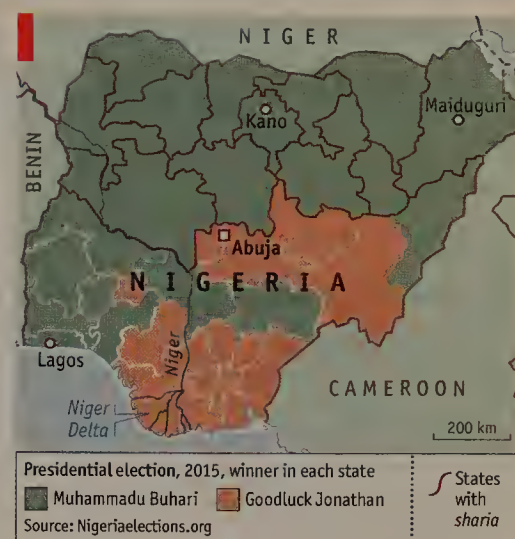 NIGER
Kano
Maiduguri
BENIN
Abuja
NIGERIA
Lagos
Niger
Niger
Delta
CAMEROON
200 km
Presidential election, 2015, winner in each state
Muhammadu Buhari
Goodluck Jonathan
Source: Nigeriaelections.org
States
with
sharia